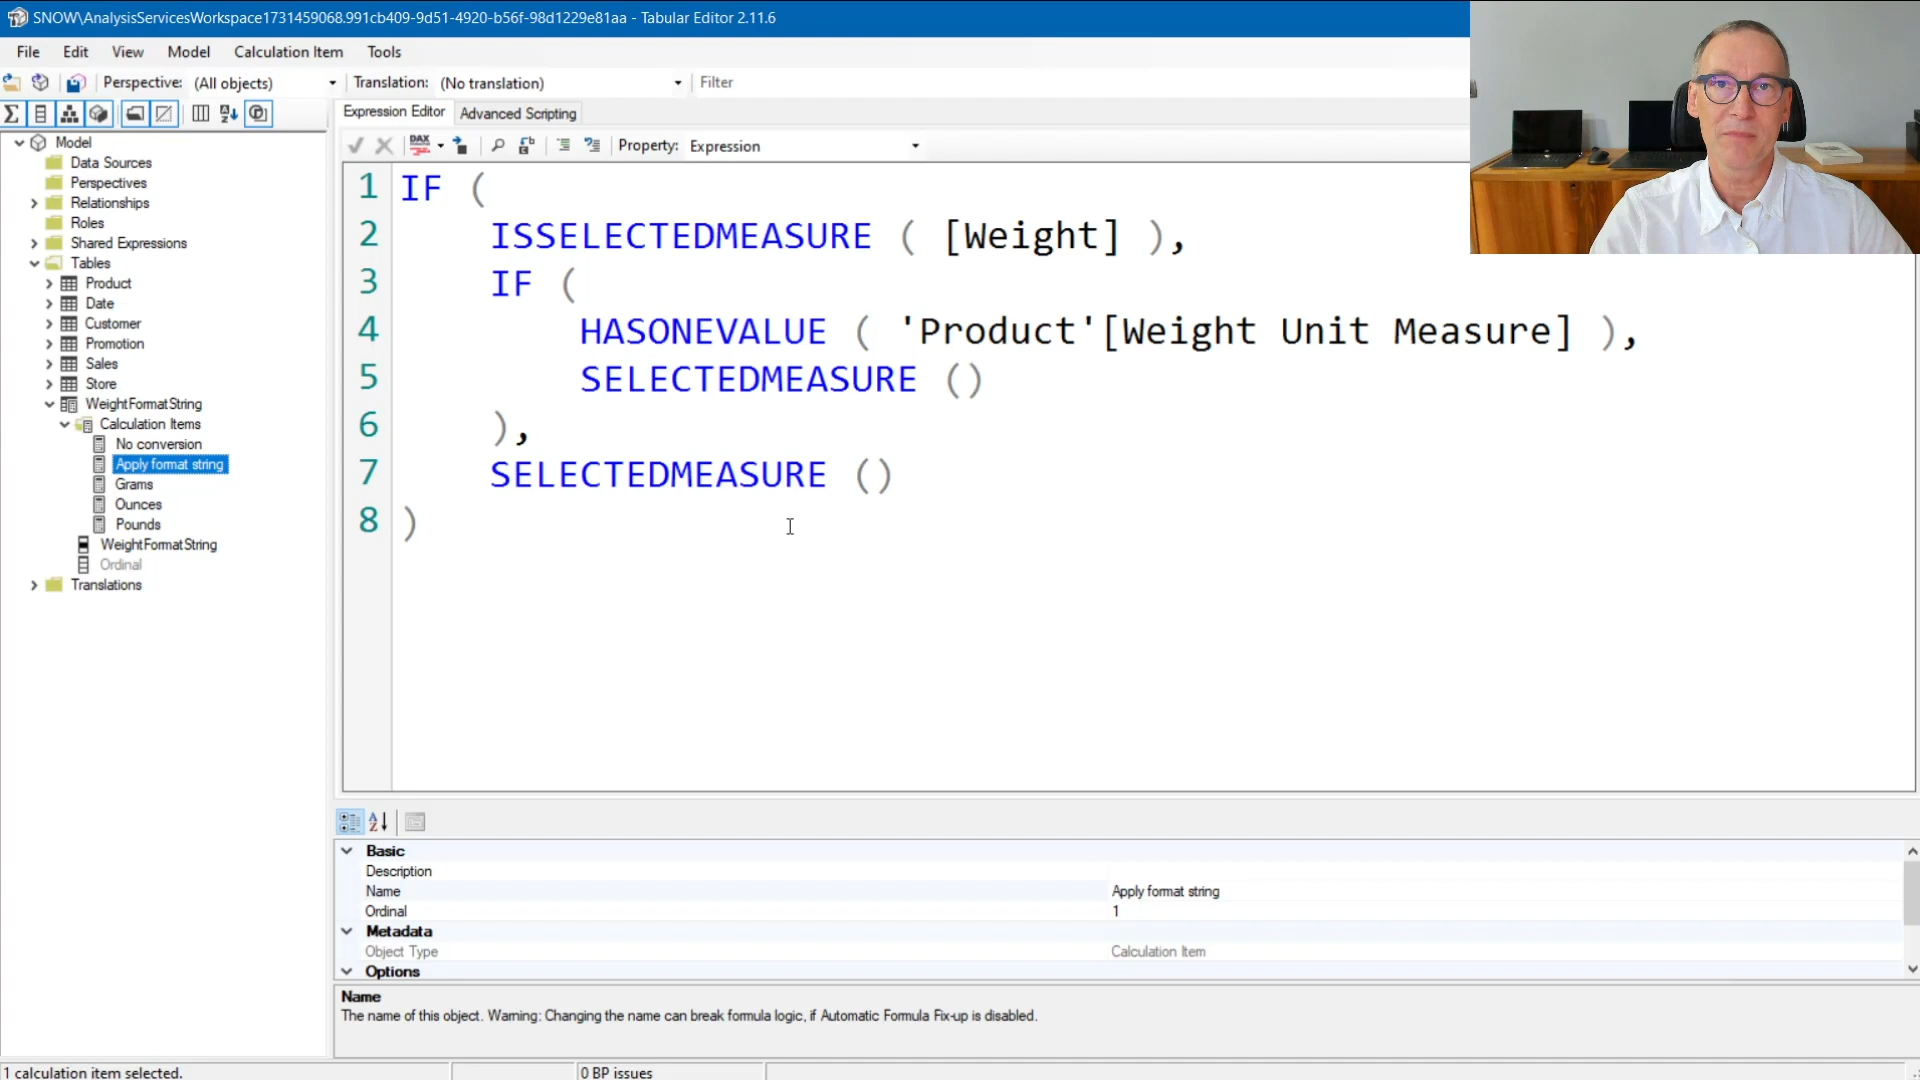 SNOW\AnalysisServicesWorkspace1731459068.991cb409-9d51-4920-b56f-98d1229e81aa - Tabular Editor 2.11.6
File Edit View Model Calculation Item Tools
Perspective: (All objects) Translation: (No translation) Filter
Expression Editor Advanced Scripting
DAX Property: Expression
Model
Data Sources
Perspectives
Relationships
Roles
Shared Expressions
Tables
Product
Date
Customer
Promotion
Sales
Store
WeightFormatString
Calculation Items
No conversion
Apply format string
Grams
Ounces
Pounds
WeightFormatString
Ordinal
Translations
1 IF (
2 ISSELECTEDMEASURE ( [Weight] ),
3 IF (
4 HASONEVALUE ( 'Product'[Weight Unit Measure] ),
5 SELECTEDMEASURE ()
6 ),
7 SELECTEDMEASURE ()
8 )
Basic
Description
Name Apply format string
Ordinal 1
Metadata
Object Type Calculation Item
Options
Name
The name of this object. Warning: Changing the name can break formula logic, if Automatic Formula Fix-up is disabled.
1 calculation item selected. 0 BP issues